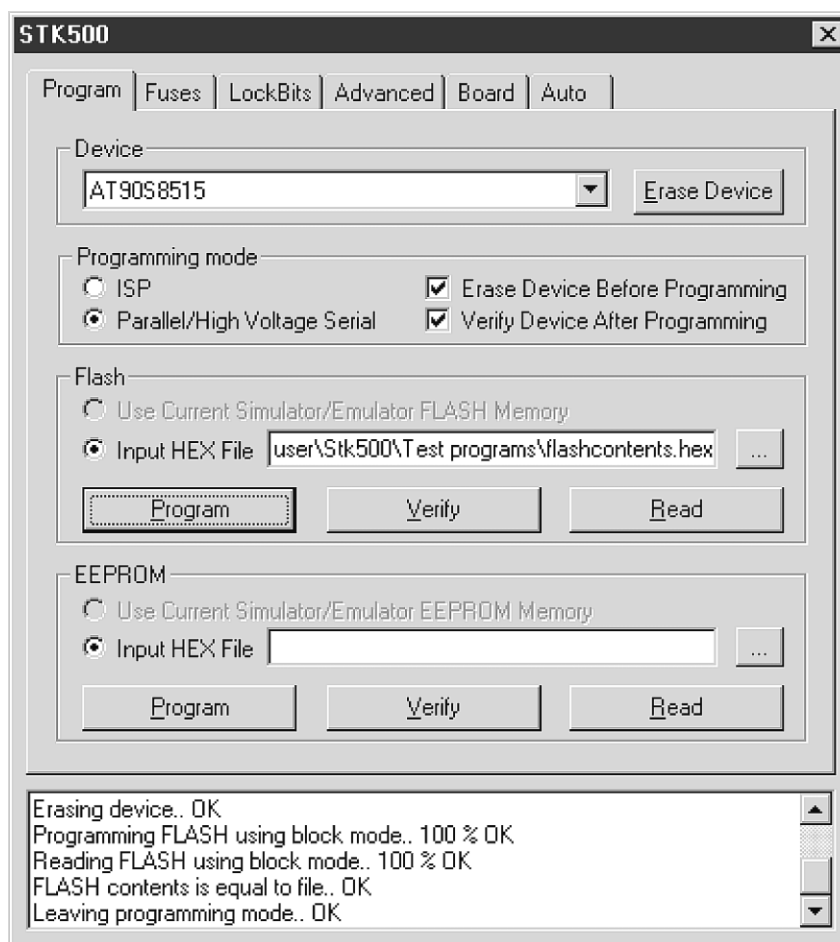 STK500
Program Fuses LockBits Advanced Board Auto
Device
AT90S8515
Erase Device
Programming mode
ISP
Erase Device Before Programming
Parallel/High Voltage Serial
Verify Device After Programming
Flash
Use Current Simulator/Emulator FLASH Memory
Input HEX File user\Stk500\Test programs\flashcontents.hex ...
Program Verify Read
EEPROM
Use Current Simulator/Emulator EEPROM Memory
Input HEX File ...
Program Verify Read
Erasing device.. OK
Programming FLASH using block mode.. 100 % OK
Reading FLASH using block mode.. 100 % OK
FLASH contents is equal to file.. OK
Leaving programming mode.. OK